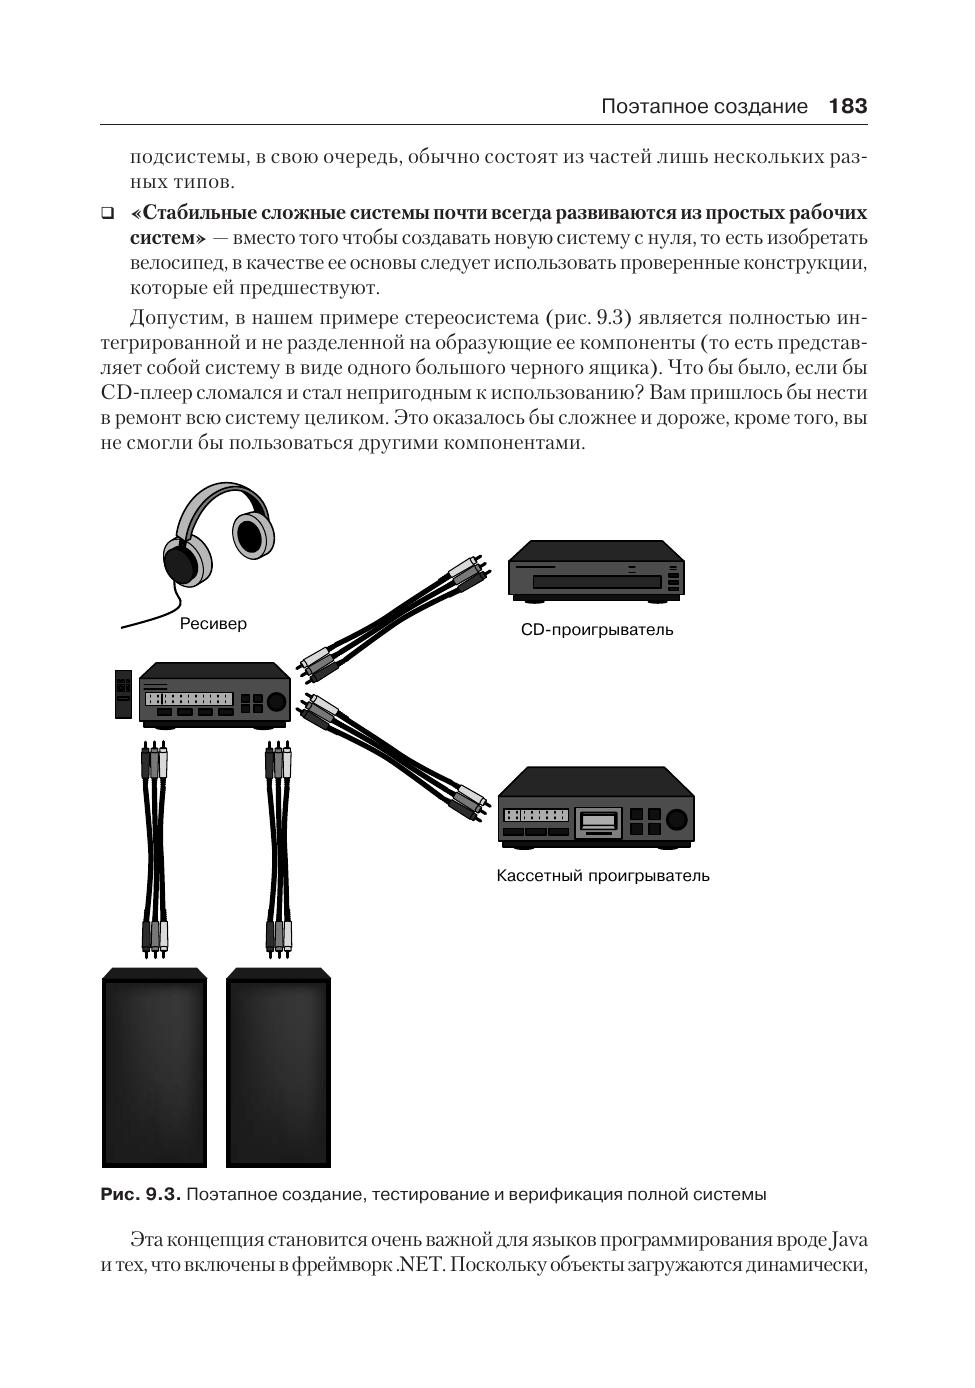 Поэтапное создание 183
подсистемы, в свою очередь, обычно состоят из частей лишь нескольких раз-
ных типов.
❑ «Стабильные сложные системы почти всегда развиваются из простых рабочих
систем» — вместо того чтобы создавать новую систему с нуля, то есть изобретать
велосипед, в качестве ее основы следует использовать проверенные конструкции,
которые ей предшествуют.
Допустим, в нашем примере стереосистема (рис. 9.3) является полностью ин-
тегрированной и не разделенной на образующие ее компоненты (то есть представ-
ляет собой систему в виде одного большого черного ящика). Что бы было, если бы
CD-плеер сломался и стал непригодным к использованию? Вам пришлось бы нести
в ремонт всю систему целиком. Это оказалось бы сложнее и дороже, кроме того, вы
не смогли бы пользоваться другими компонентами.
Ресивер
CD-проигрыватель
Кассетный проигрыватель
Рис. 9.3. Поэтапное создание, тестирование и верификация полной системы
Эта концепция становится очень важной для языков программирования вроде Java
и тех, что включены в фреймворк .NET. Поскольку объекты загружаются динамически,